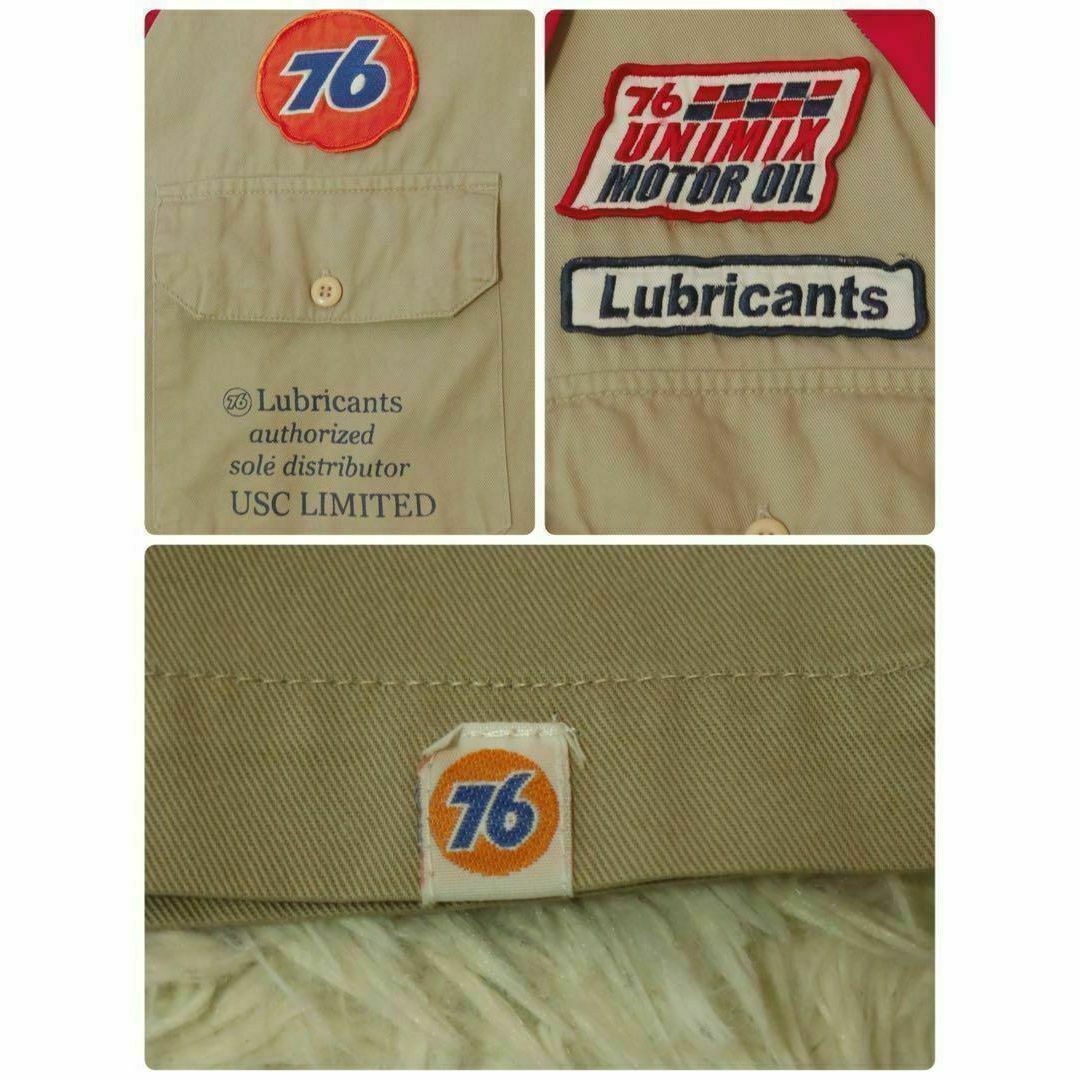 76
76 Lubricants
authorized
solé distributor
USC LIMITED
76
UNIMIX
MOTOR OIL
Lubricants
76